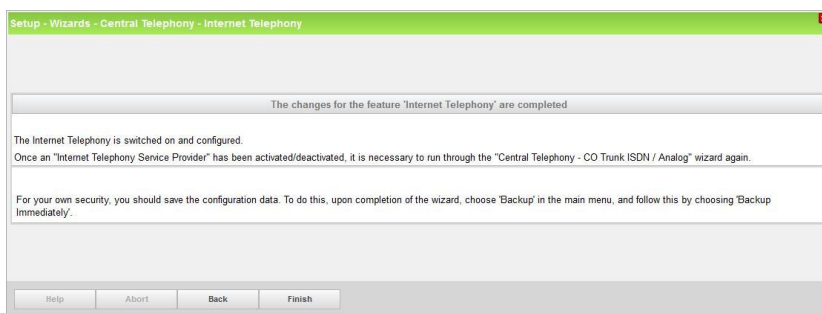 Setup - Wizards - Central Telephony - Internet Telephony
The changes for the feature 'Internet Telephony' are completed
The Internet Telephony is switched on and configured.
Once an "Internet Telephony Service Provider" has been activated/deactivated, it is necessary to run through the "Central Telephony - CO Trunk ISDN / Analog" wizard again.
For your own security, you should save the configuration data. To do this, upon completion of the wizard, choose 'Backup' in the main menu, and follow this by choosing 'Backup
Immediately'.
Help Abort Back Finish